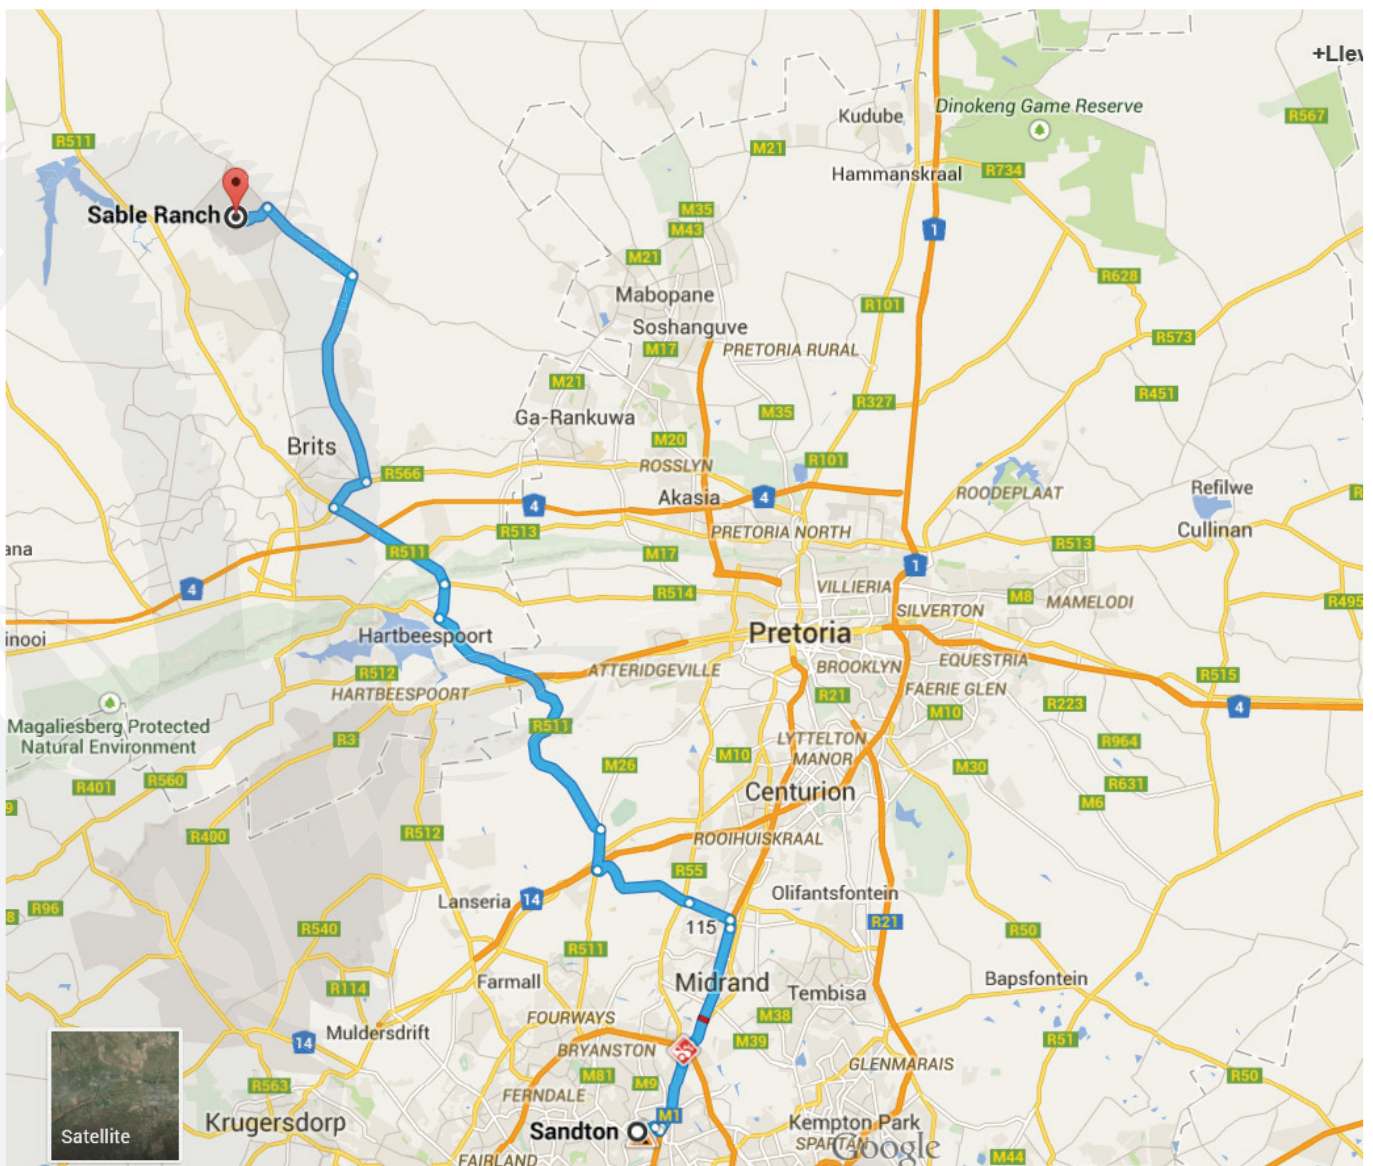 +Llew
Dinokeng Game Reserve
Kudube
R567
R511
M21
Hammanskraal
R734
M35
Sable Ranch
M43
1
M21
R628
Mabopane
R101
Soshanguve
R573
M17
PRETORIA RURAL
M21
R451
R327
M35
Ga-Rankuwa
M20
Brits
R101
ROSSLYN
R566
Refilwe
ROODEPLAAT
Akasia
4
4
Cullinan
R513
PRETORIA NORTH
R513
ana
R511
M17
1
4
VILLIERIA
R514
M8
MAMELODI
R495
SILVERTON
Pretoria
inooi
Hartbeespoort
EQUESTRIA
BROOKLYN
ATTERIDGEVILLE
R512
R515
FAERIE GLEN
HARTBEESPOORT
R21
R223
4
M10
Magaliesberg Protected
Natural Environment
R511
R3
LYTTELTON
MANOR
R964
M10
M26
M30
R560
R401
R631
Centurion
M6
9
R400
R512
ROOIHUISKRAAL
R55
Olifantsfontein
Lanseria
14
R96
8
R21
115
R540
R50
R511
Farmall
Midrand
Bapsfontein
R114
Tembisa
FOURWAYS
M38
Muldersdrift
14
M39
R51
BRYANSTON
GLENMARAIS
M81
R50
M9
R563
FERNDALE
M1
Krugersdorp
Kempton Park
Sandton
Satellite
SPARTAN
Google
M44
FAIRLAND